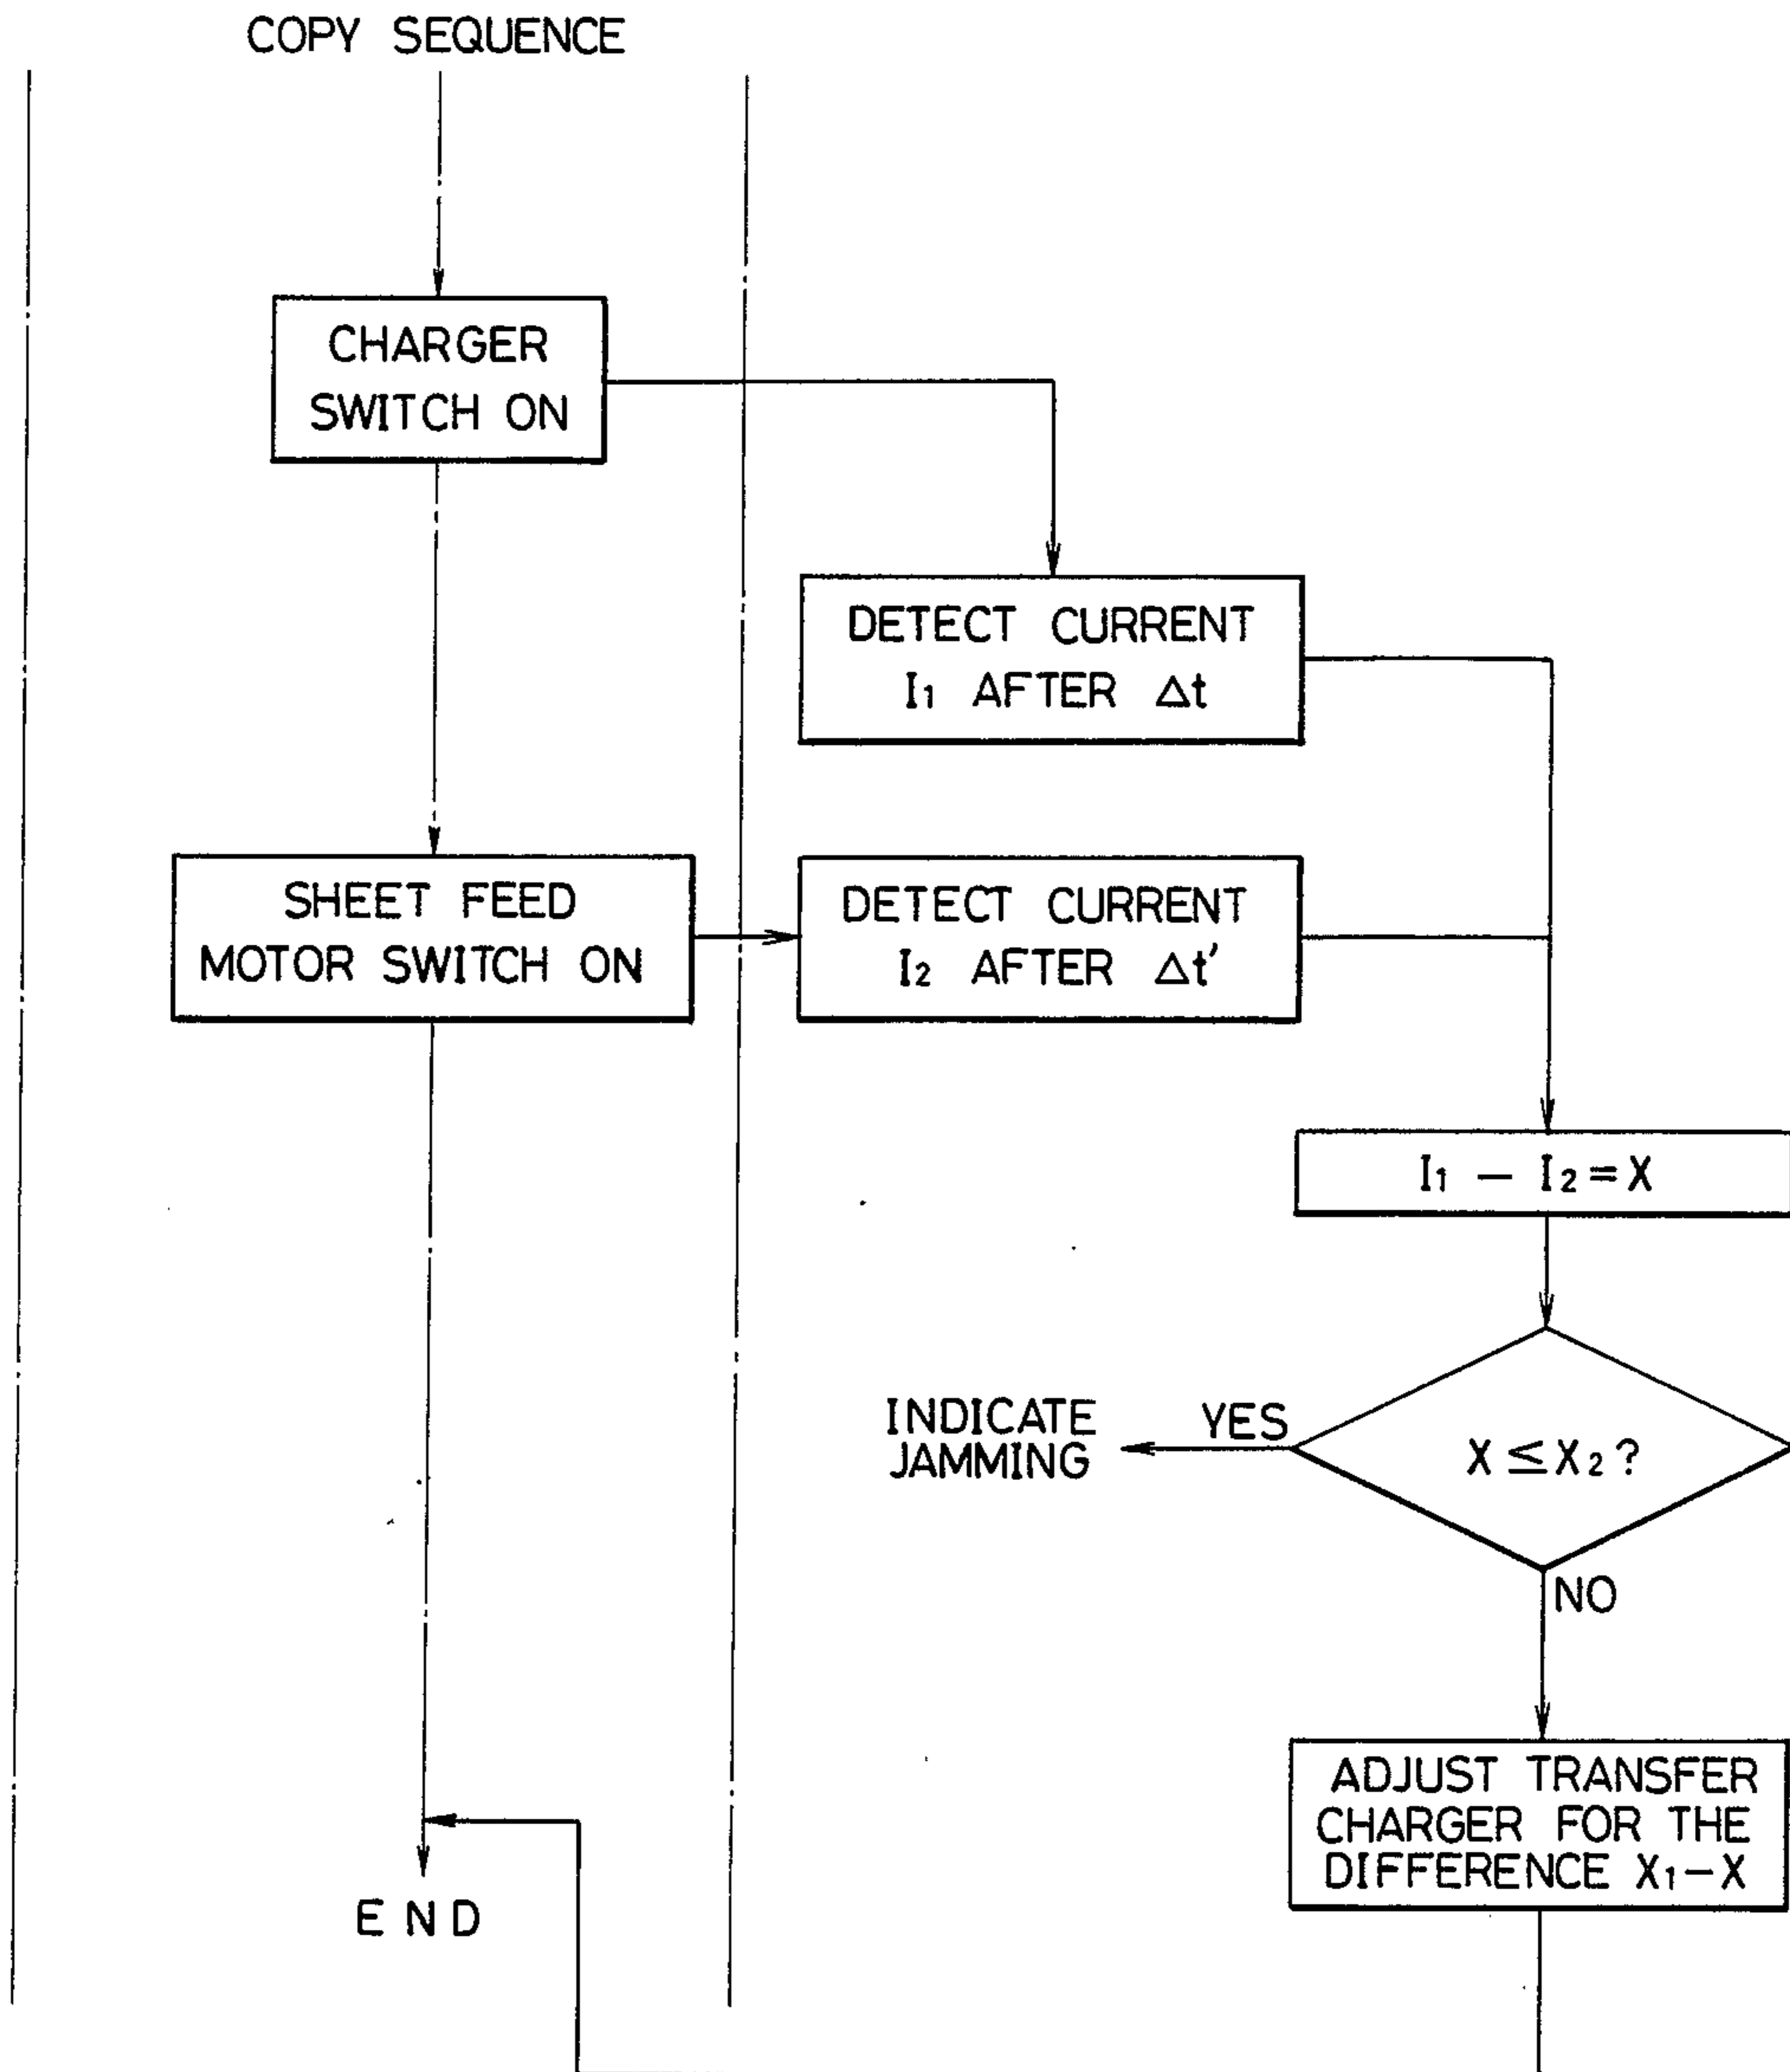 COPY SEQUENCE
CHARGER
SWITCH ON
DETECT CURRENT
I₁ AFTER Δt
SHEET FEED
MOTOR SWITCH ON
DETECT CURRENT
I₂ AFTER Δt'
I₁ − I₂ = X
INDICATE
JAMMING
YES
X ≤ X₂ ?
NO
ADJUST TRANSFER
CHARGER FOR THE
DIFFERENCE X₁ − X
END